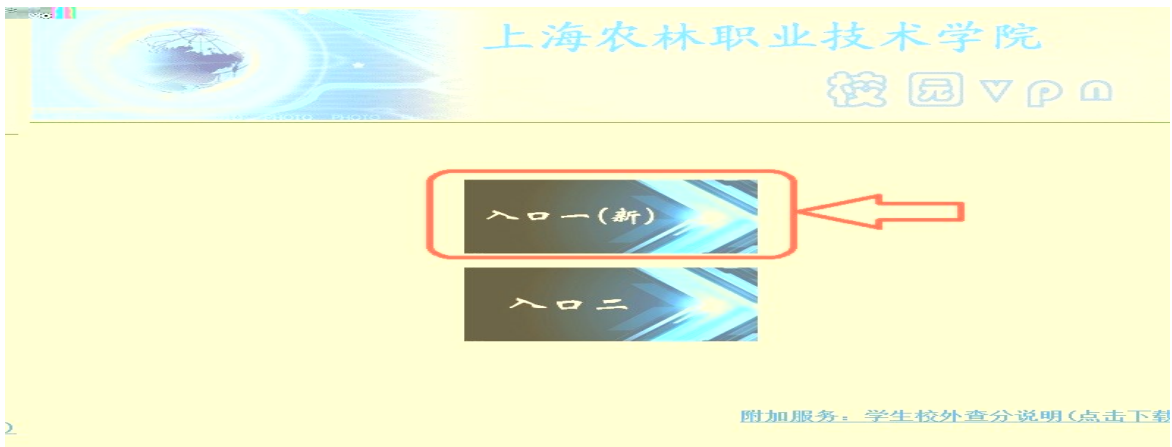 上海农林职业技术学院
校园vpn
入口一(新)
入口二
附加服务：学生校外查分说明(点击下载
)